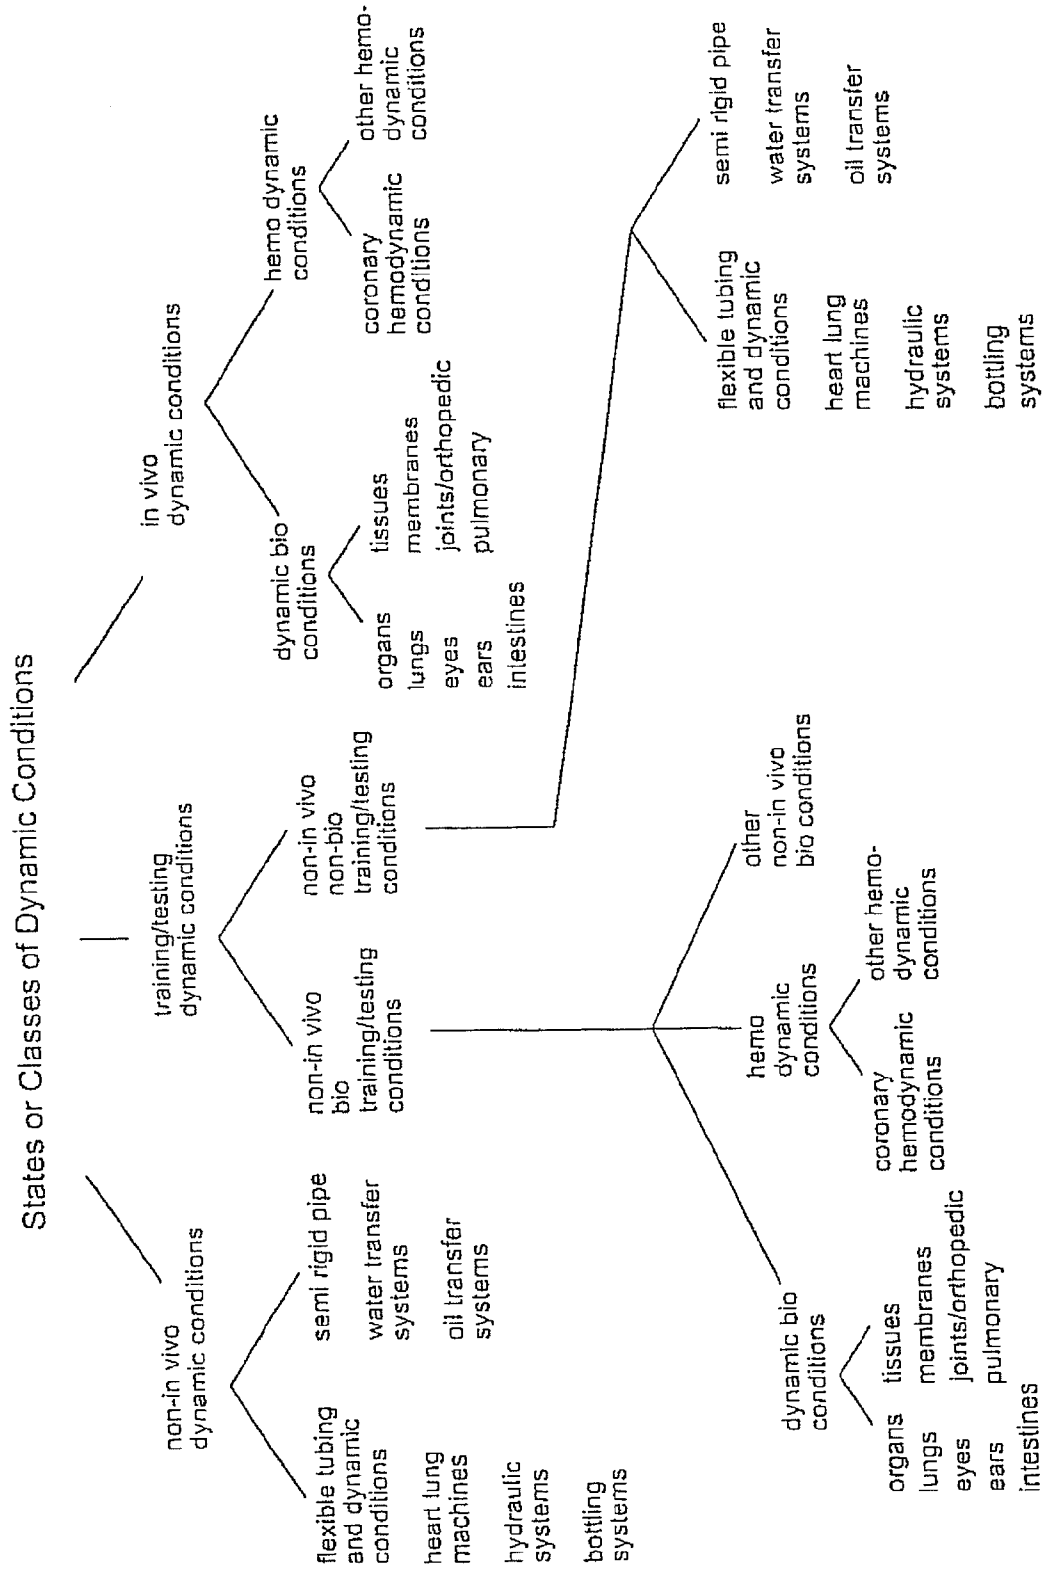 States or Classes of Dynamic Conditions
non-in vivo
dynamic conditions
flexible tubing
and dynamic
conditions
heart lung
machines
hydraulic
systems
bottling
systems
semi rigid pipe
water transfer
systems
oil transfer
systems
training/testing
dynamic conditions
non-in vivo
bio
training/testing
conditions
dynamic bio
conditions
organs
lungs
eyes
ears
intestines
tissues
membranes
joints/orthopedic
pulmonary
hemo
dynamic
conditions
coronary
hemodynamic
conditions
other hemo-
dynamic
conditions
other
non-in vivo
bio conditions
non-in vivo
non-bio
training/testing
conditions
flexible tubing
and dynamic
conditions
heart lung
machines
hydraulic
systems
bottling
systems
semi rigid pipe
water transfer
systems
oil transfer
systems
in vivo
dynamic conditions
dynamic bio
conditions
organs
lungs
eyes
ears
intestines
tissues
membranes
joints/orthopedic
pulmonary
hemo dynamic
conditions
coronary
hemodynamic
conditions
other hemo-
dynamic
conditions